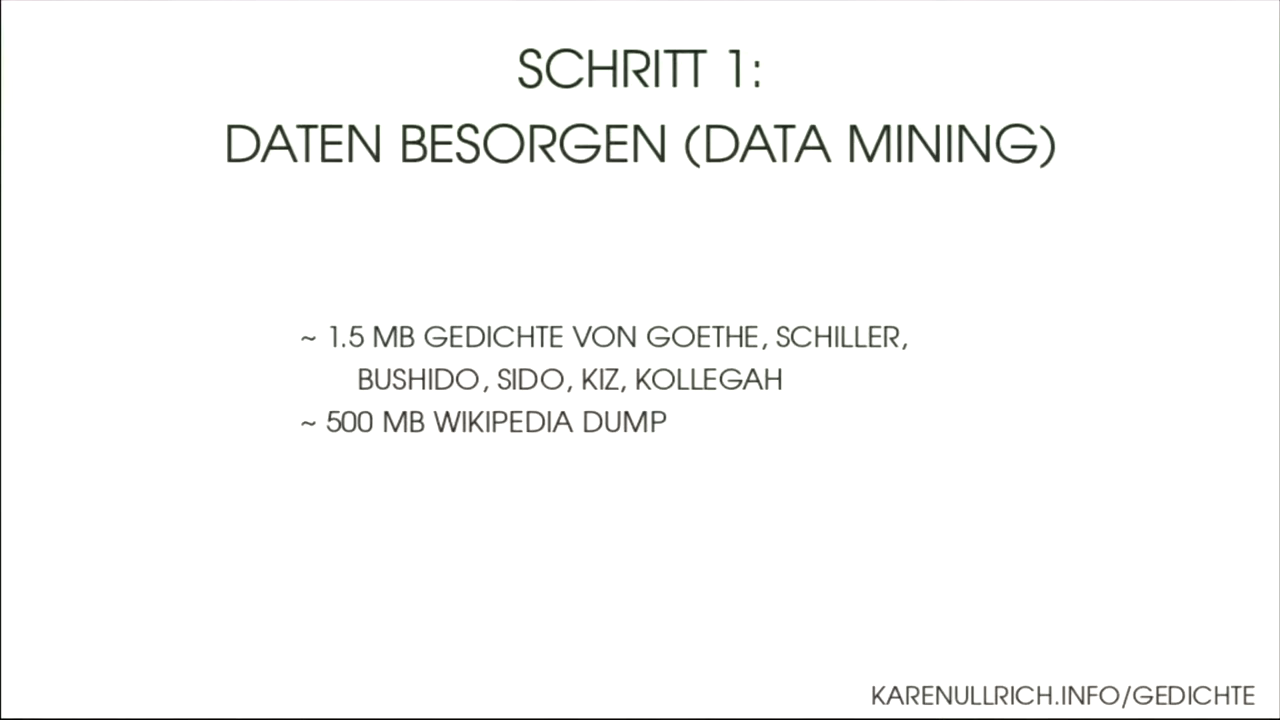 SCHRITT 1:
DATEN BESORGEN (DATA MINING)
~ 1.5 MB GEDICHTE VON GOETHE, SCHILLER,
BUSHIDO, SIDO, KIZ, KOLLEGAH
~ 500 MB WIKIPEDIA DUMP
KARENULLRICH.INFO/GEDICHTE